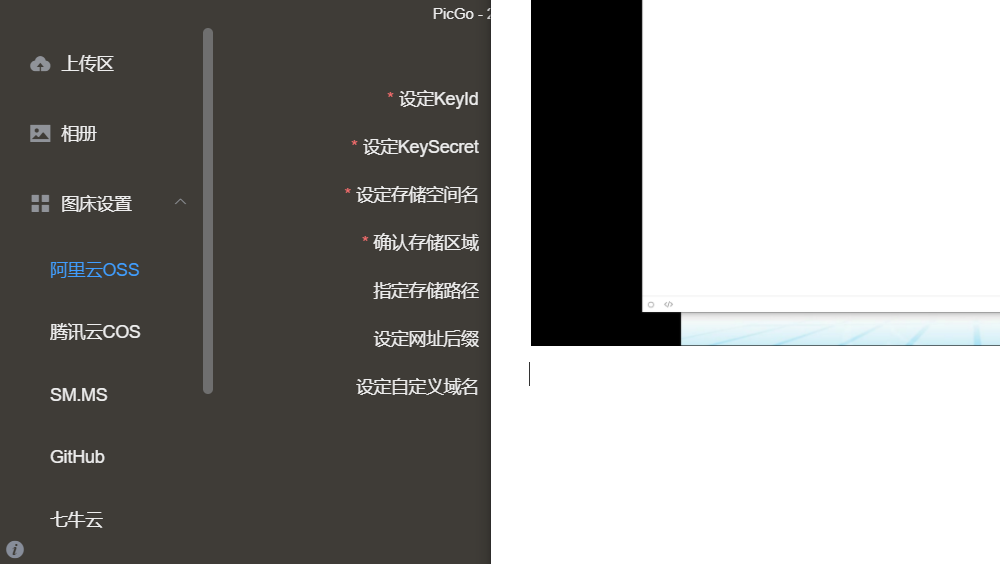 PicGo - 2
上传区
相册
图床设置
阿里云OSS
腾讯云COS
SM.MS
GitHub
七牛云
* 设定KeyId
* 设定KeySecret
* 设定存储空间名
* 确认存储区域
指定存储路径
设定网址后缀
设定自定义域名